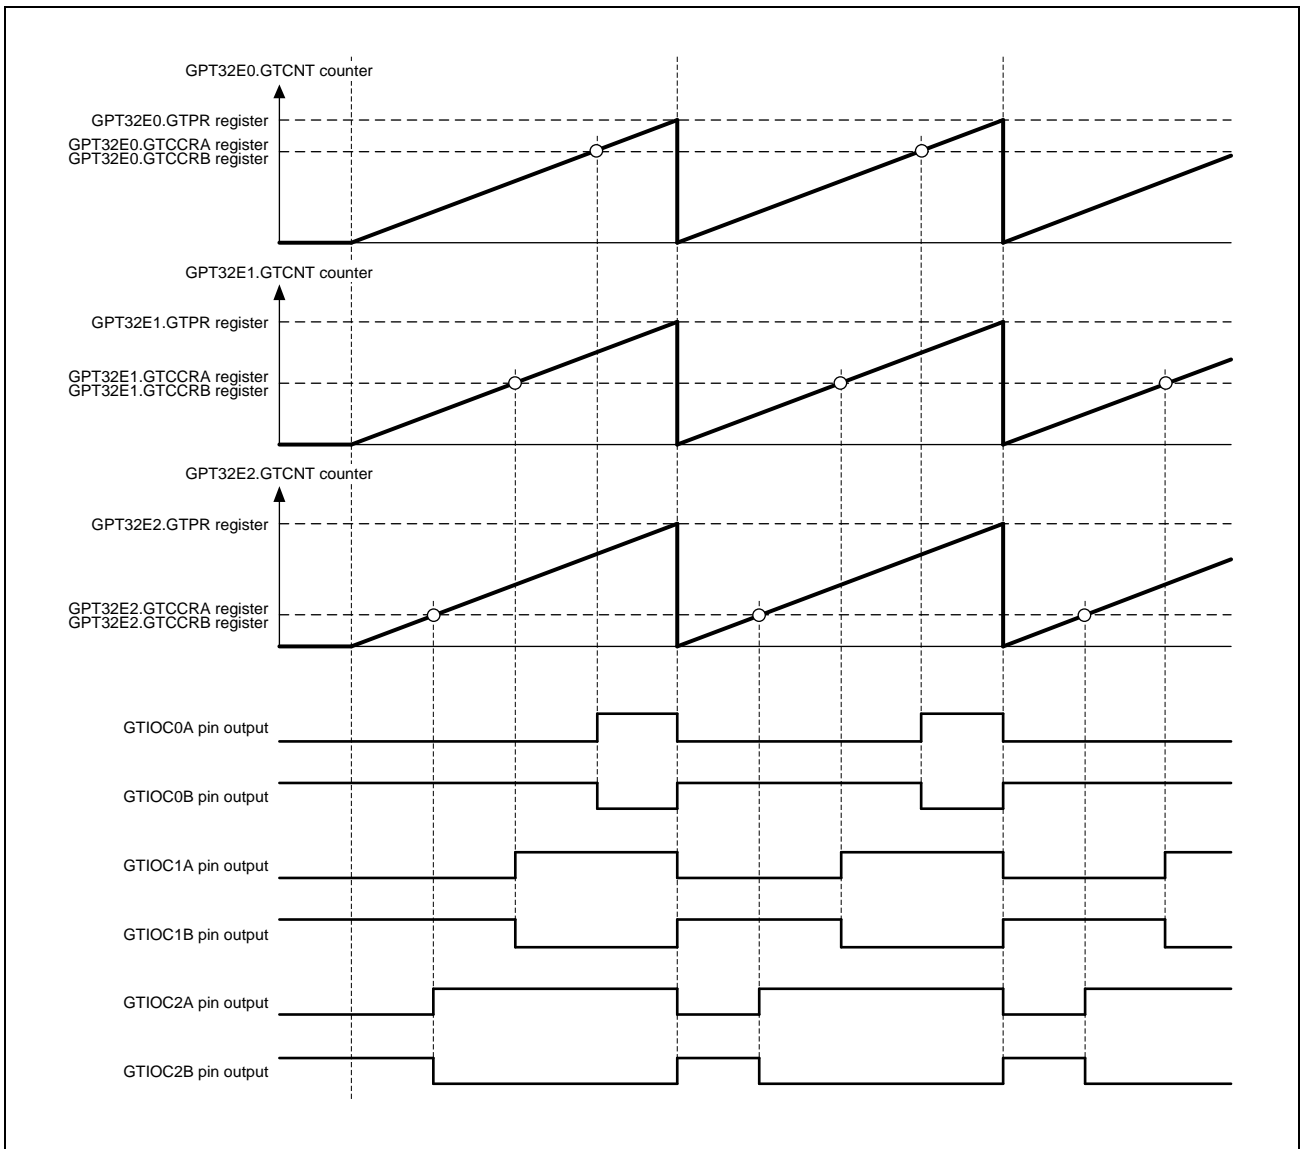 GPT32E0.GTCNT counter
GPT32E0.GTPR register
GPT32E0.GTCCRA register
GPT32E0.GTCCRB register
GPT32E1.GTCNT counter
GPT32E1.GTPR register
GPT32E1.GTCCRA register
GPT32E1.GTCCRB register
GPT32E2.GTCNT counter
GPT32E2.GTPR register
GPT32E2.GTCCRA register
GPT32E2.GTCCRB register
GTIOC0A pin output
GTIOC0B pin output
GTIOC1A pin output
GTIOC1B pin output
GTIOC2A pin output
GTIOC2B pin output